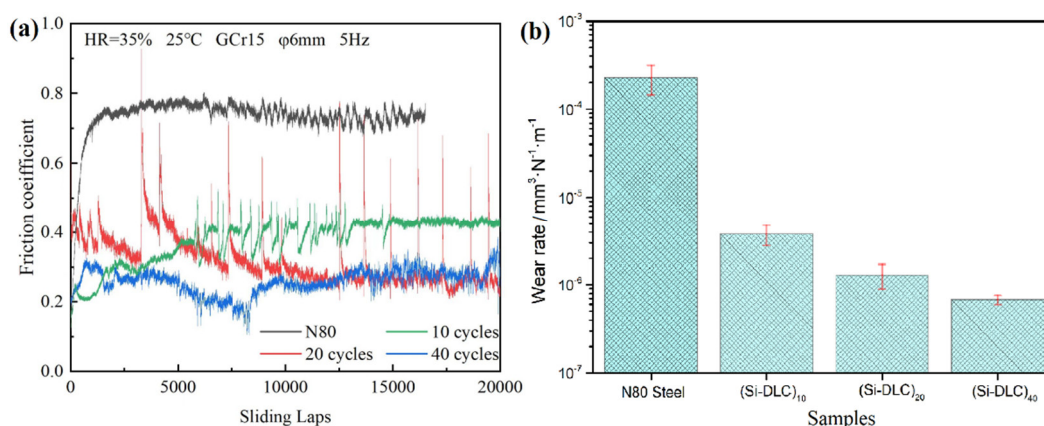 (a)
HR=35% 25℃ GCr15 φ6mm 5Hz
Friction coeifficient
1.0
0.8
0.6
0.4
0.2
0.0
N80
10 cycles
20 cycles
40 cycles
0
5000
10000
15000
20000
Sliding Laps
(b)
Wear rate/mm³·N⁻¹·m⁻¹
10⁻³
10⁻⁴
10⁻⁵
10⁻⁶
10⁻⁷
N80 Steel
(Si-DLC)₁₀
(Si-DLC)₂₀
(Si-DLC)₄₀
Samples